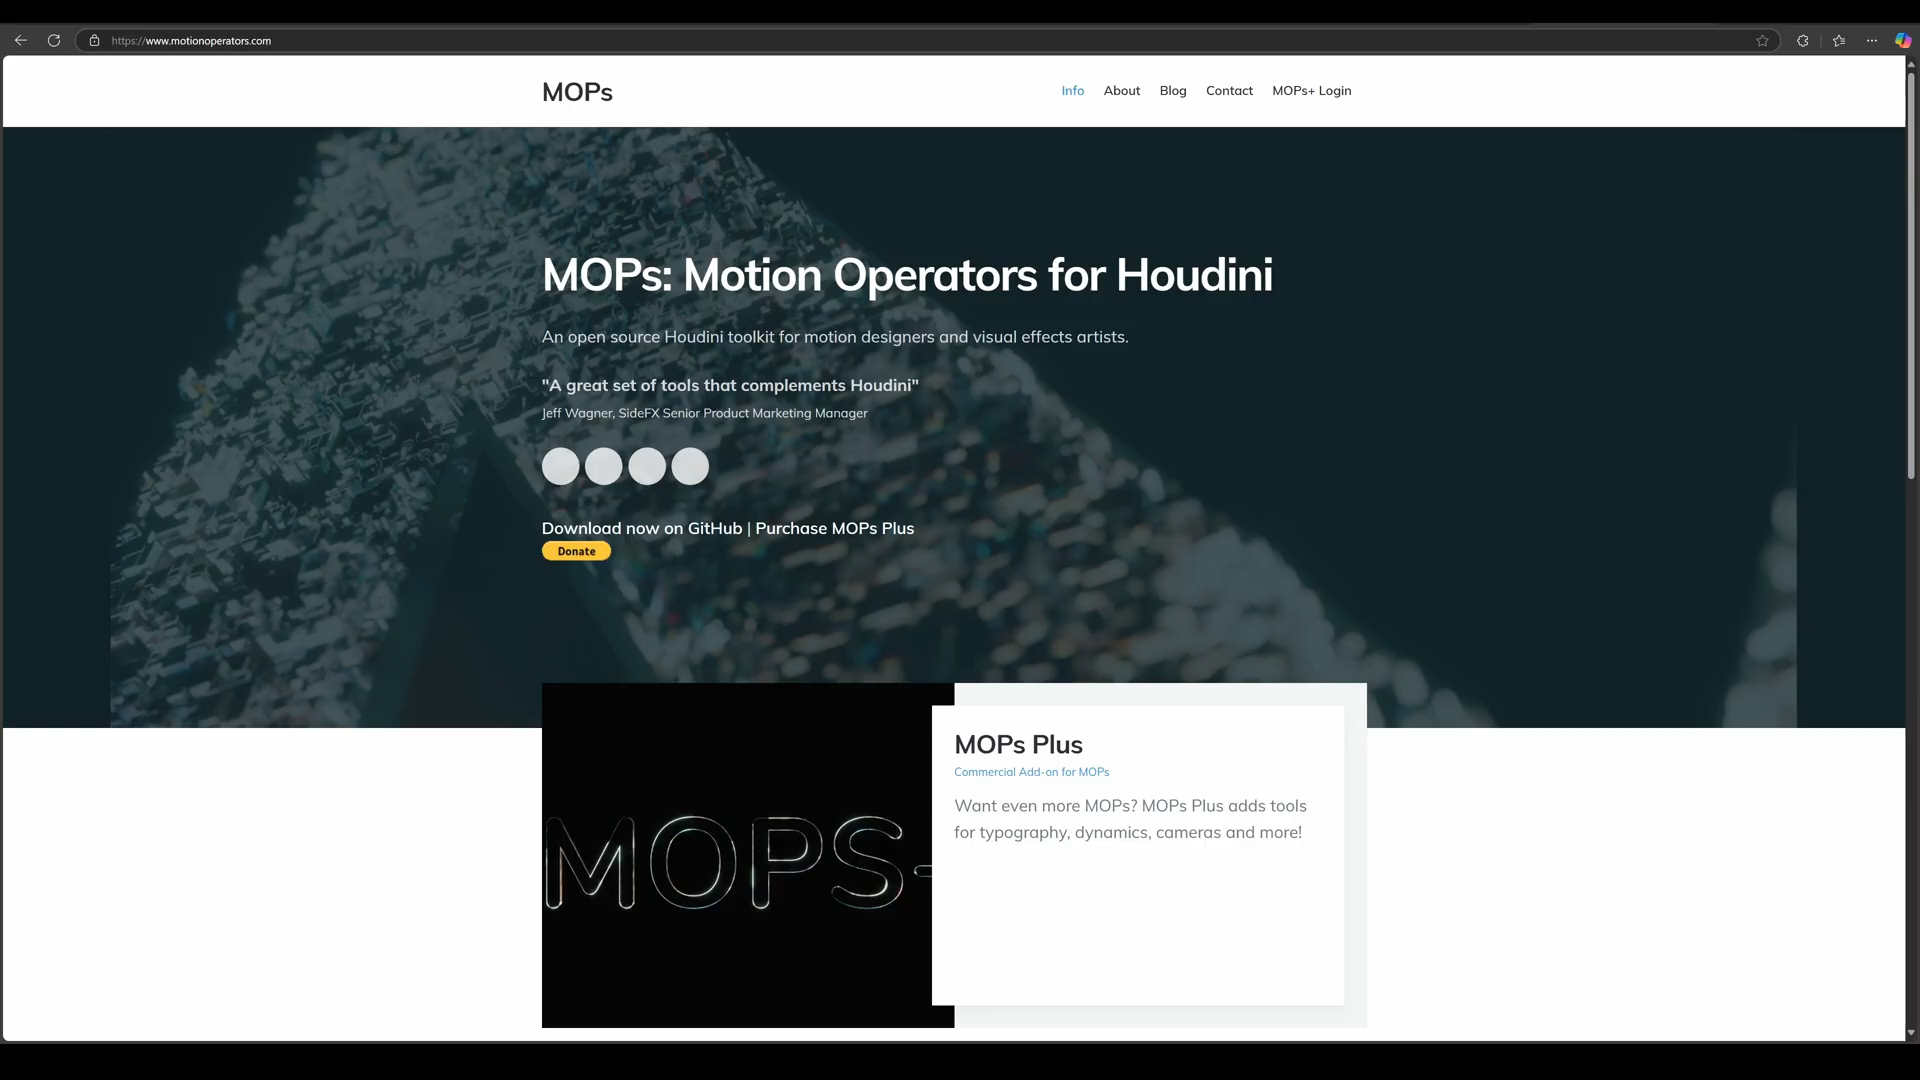 https://www.motionoperators.com
MOPs
Info About Blog Contact MOPs+ Login
MOPs: Motion Operators for Houdini
An open source Houdini toolkit for motion designers and visual effects artists.
"A great set of tools that complements Houdini"
Jeff Wagner, SideFX Senior Product Marketing Manager
Download now on GitHub | Purchase MOPs Plus
Donate
MOPS-
MOPs Plus
Commercial Add-on for MOPs
Want even more MOPs? MOPs Plus adds tools
for typography, dynamics, cameras and more!